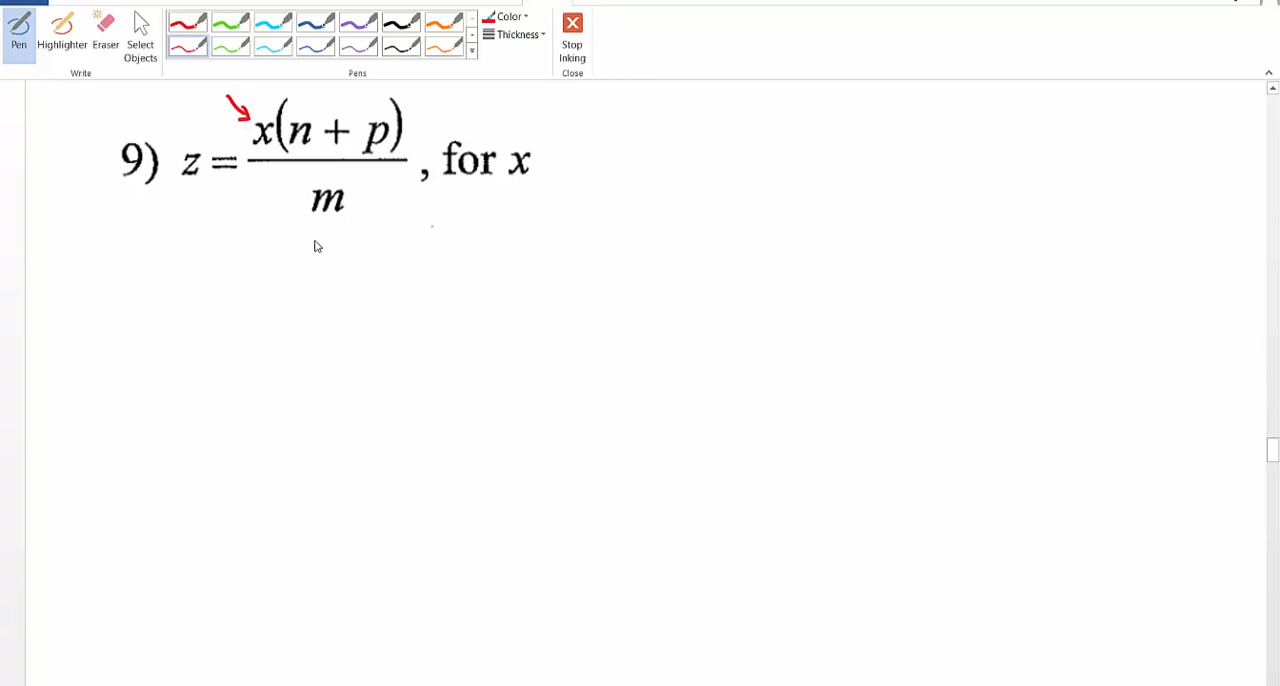 Pen
Highlighter
Eraser
Select Objects
Write
Pens
Color
Thickness
Stop Inking
Close
9) z = x(n + p) / m , for x